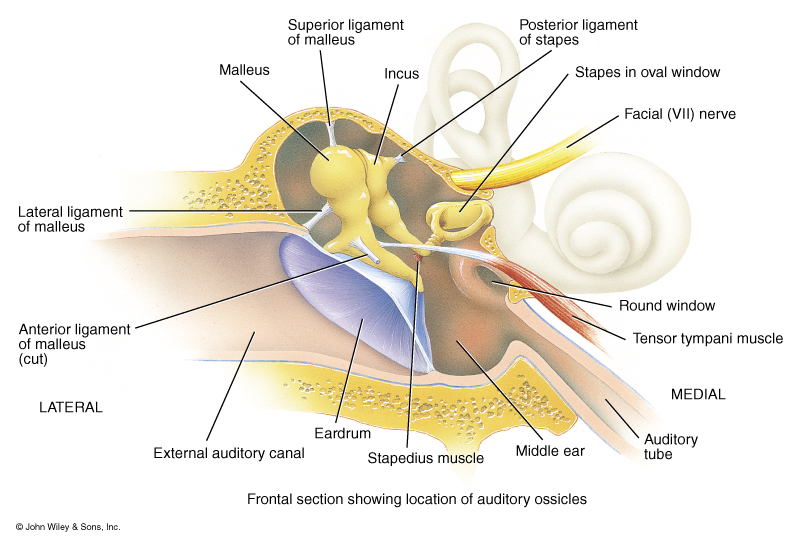 Superior ligament
of malleus
Posterior ligament
of stapes
Malleus
Incus
Stapes in oval window
Facial (VII) nerve
Lateral ligament
of malleus
Round window
Anterior ligament
of malleus
(cut)
Tensor tympani muscle
MEDIAL
LATERAL
Eardrum
Auditory
tube
External auditory canal
Stapedius muscle
Middle ear
Frontal section showing location of auditory ossicles
© John Wiley & Sons, Inc.